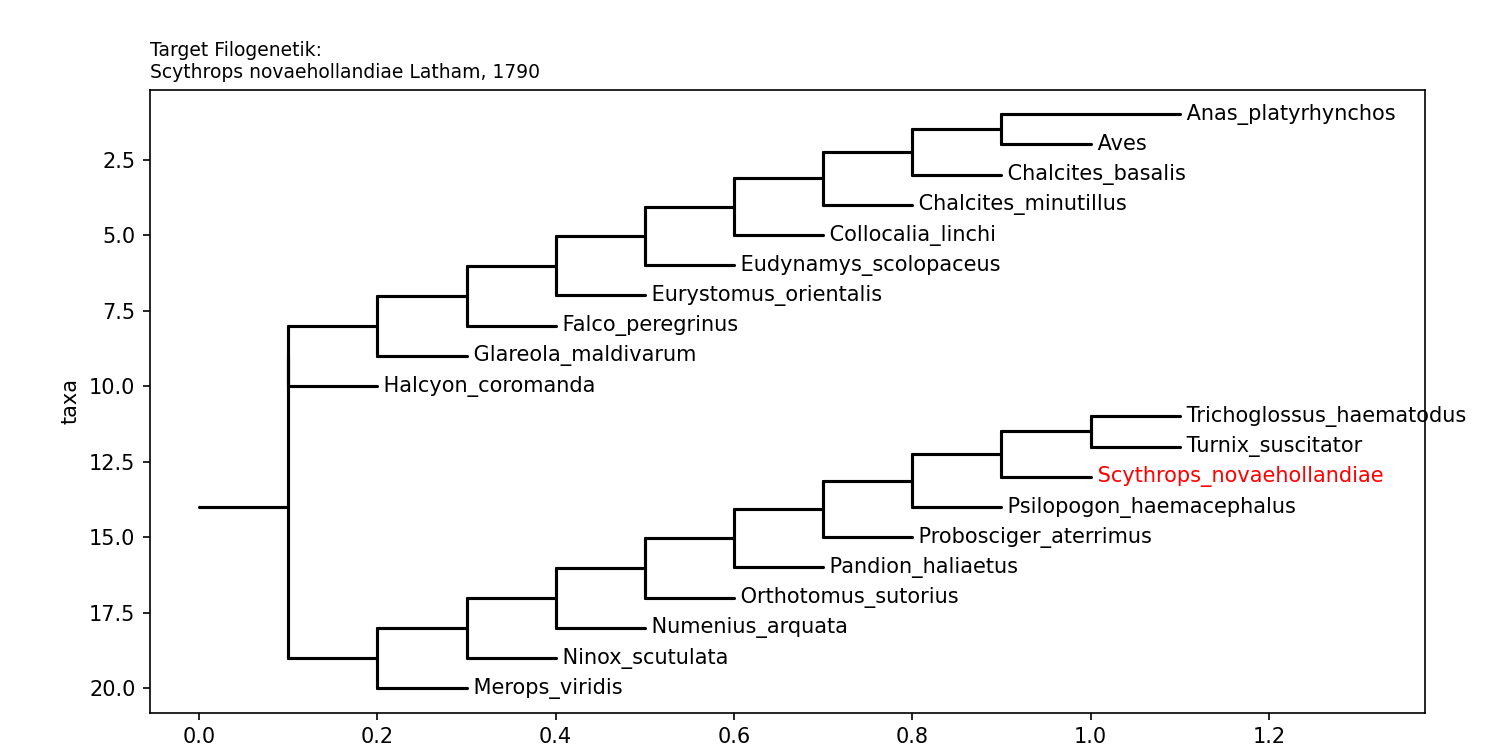 Target Filogenetik:
Scythrops novaehollandiae Latham, 1790
Anas_platyrhynchos
Aves
2.5
Chalcites_basalis
Chalcites_minutillus
5.0
Collocalia_linchi
Eudynamys_scolopaceus
Eurystomus_orientalis
7.5
Falco_peregrinus
Glareola_maldivarum
10.0
Halcyon_coromanda
taxa
Trichoglossus_haematodus
Turnix_suscitator
12.5
Scythrops_novaehollandiae
Psilopogon_haemacephalus
15.0
Probosciger_aterrimus
Pandion_haliaetus
Orthotomus_sutorius
17.5
Numenius_arquata
Ninox_scutulata
20.0
Merops_viridis
0.0 0.2 0.4 0.6 0.8 1.0 1.2